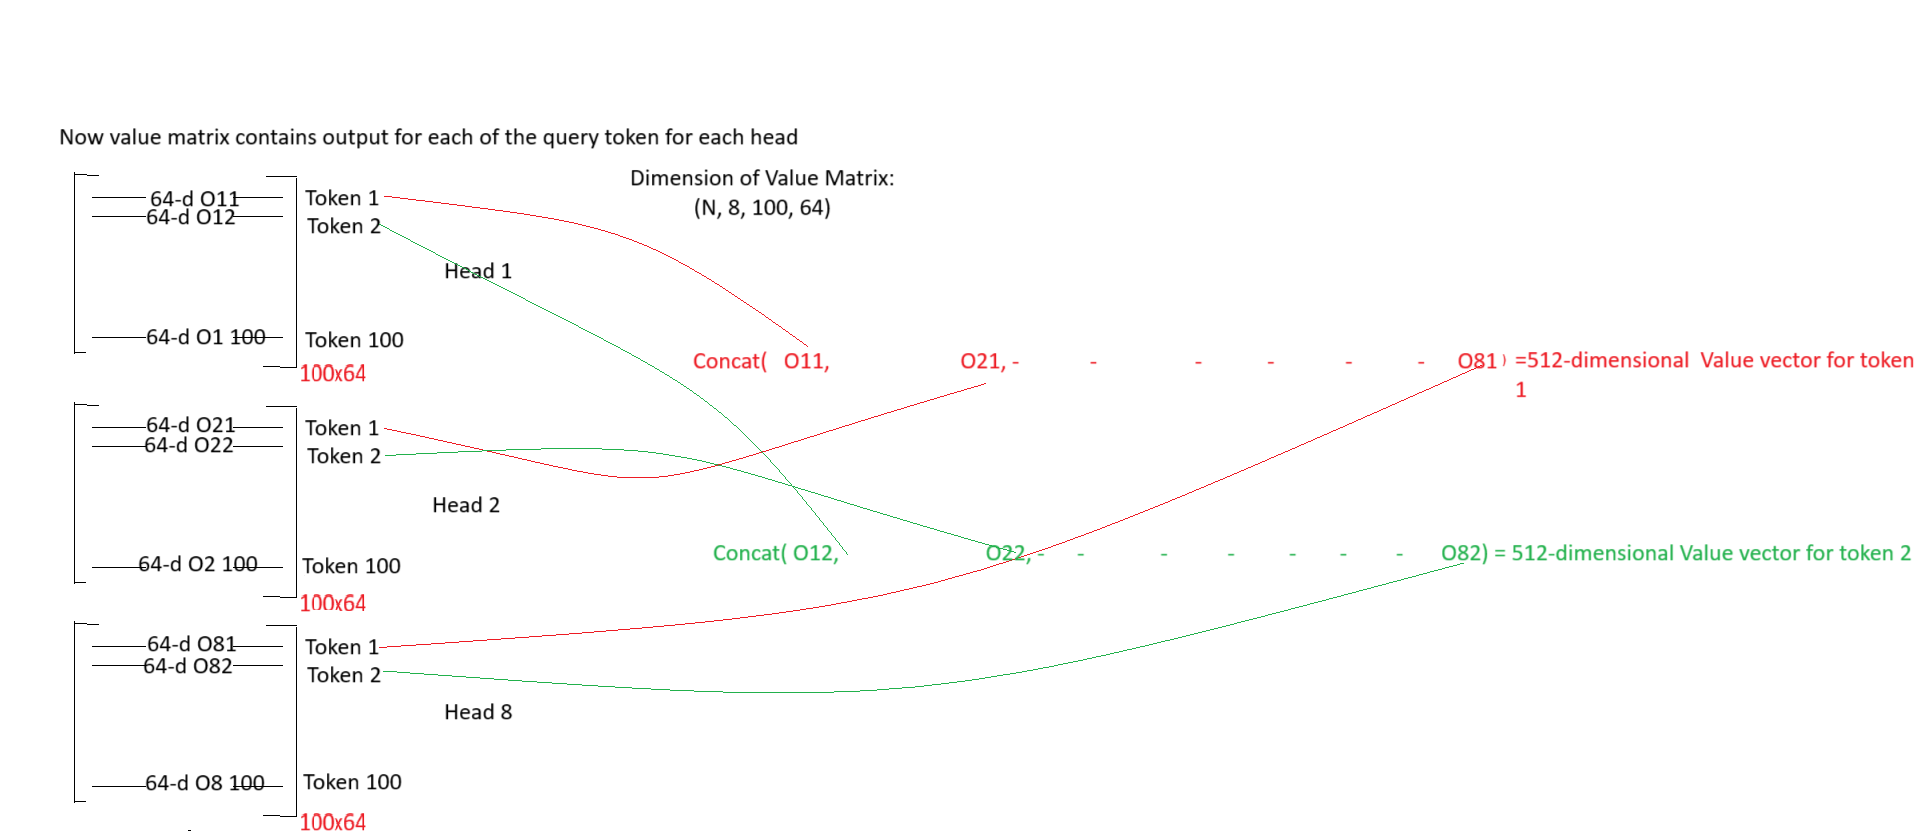 Now value matrix contains output for each of the query token for each head
Dimension of Value Matrix:
(N, 8, 100, 64)
64-d O11
Token 1
64-d O12
Token 2
Head 1
64-d O1 100
Token 100
100x64
Concat( O11, O21, - - - - - - O81 ) =512-dimensional Value vector for token
1
64-d O21
Token 1
64-d O22
Token 2
Head 2
Concat( O12, O22, - - - - - - - O82) = 512-dimensional Value vector for token 2
64-d O2 100
Token 100
100x64
64-d O81
Token 1
64-d O82
Token 2
Head 8
64-d O8 100
Token 100
100x64